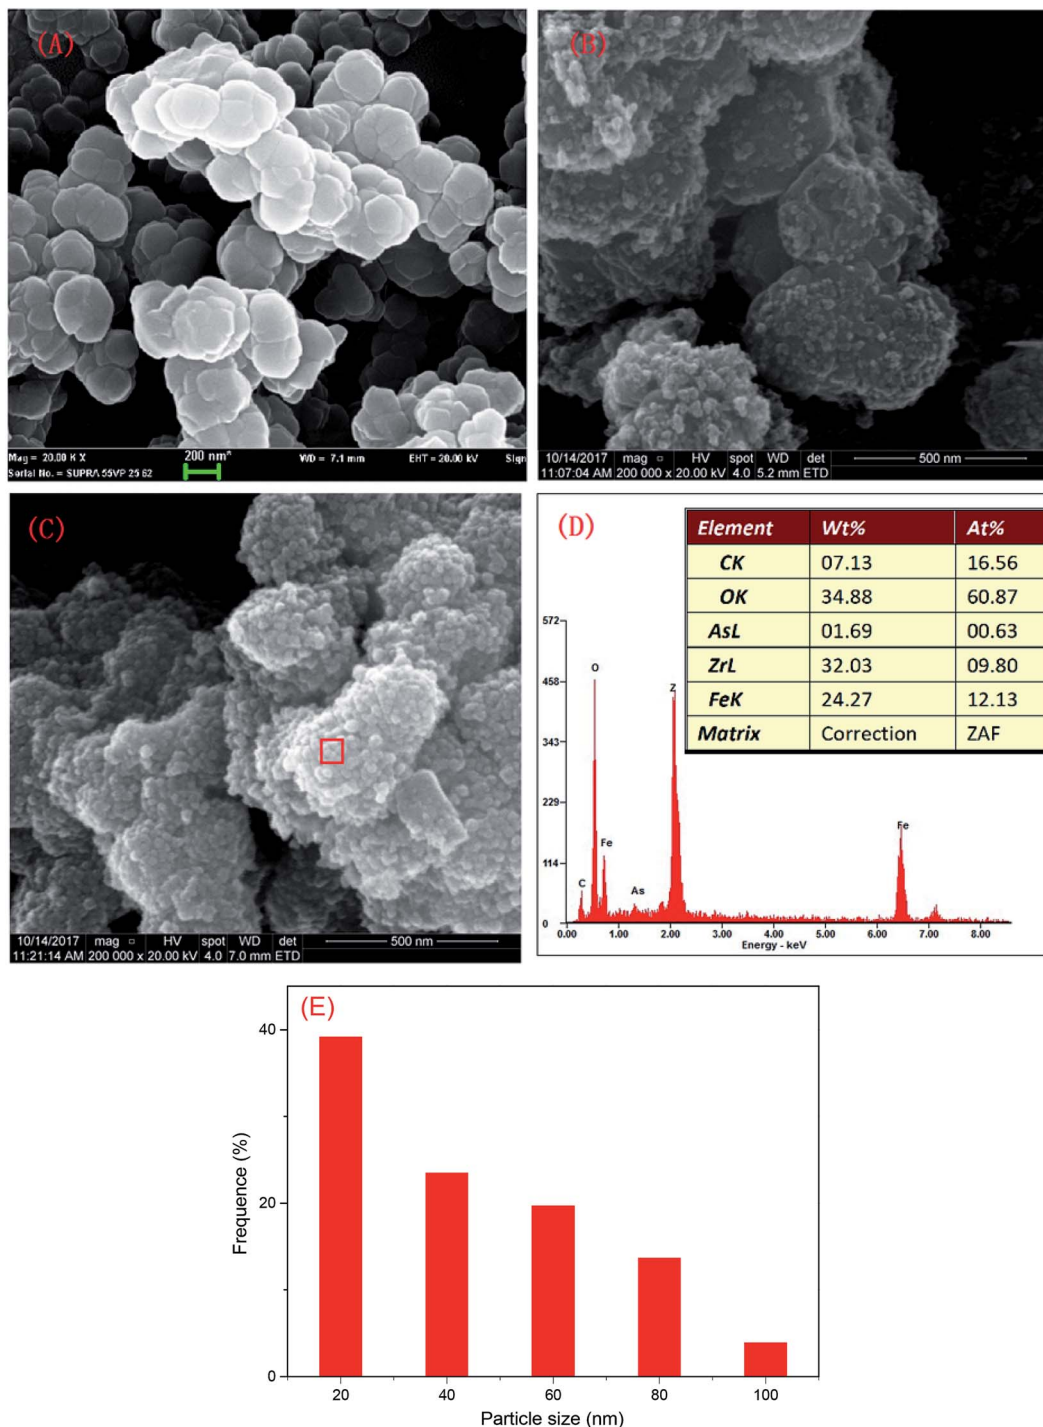 (A)
Mag = 20.00 K X 200 nm* WD = 7.1 mm EHT = 20.00 kV Sign
Serial No. = SUPRA 55VP 25 62
(B)
10/14/2017 mag □ HV spot WD det 500 nm
11:07:04 AM 200 000 x 20.00 kV 4.0 5.2 mm ETD
(C)
10/14/2017 mag □ HV spot WD det 500 nm
11:21:14 AM 200 000 x 20.00 kV 4.0 7.0 mm ETD
(D)
Element Wt% At%
CK 07.13 16.56
OK 34.88 60.87
AsL 01.69 00.63
ZrL 32.03 09.80
FeK 24.27 12.13
Matrix Correction ZAF
572
458
343
229
114
0
O
Z
Fe
Fe
C
As
0.00 1.00 2.00 3.00 4.00 5.00 6.00 7.00 8.00
Energy - keV
(E)
Frequence (%)
40
20
0
20 40 60 80 100
Particle size (nm)